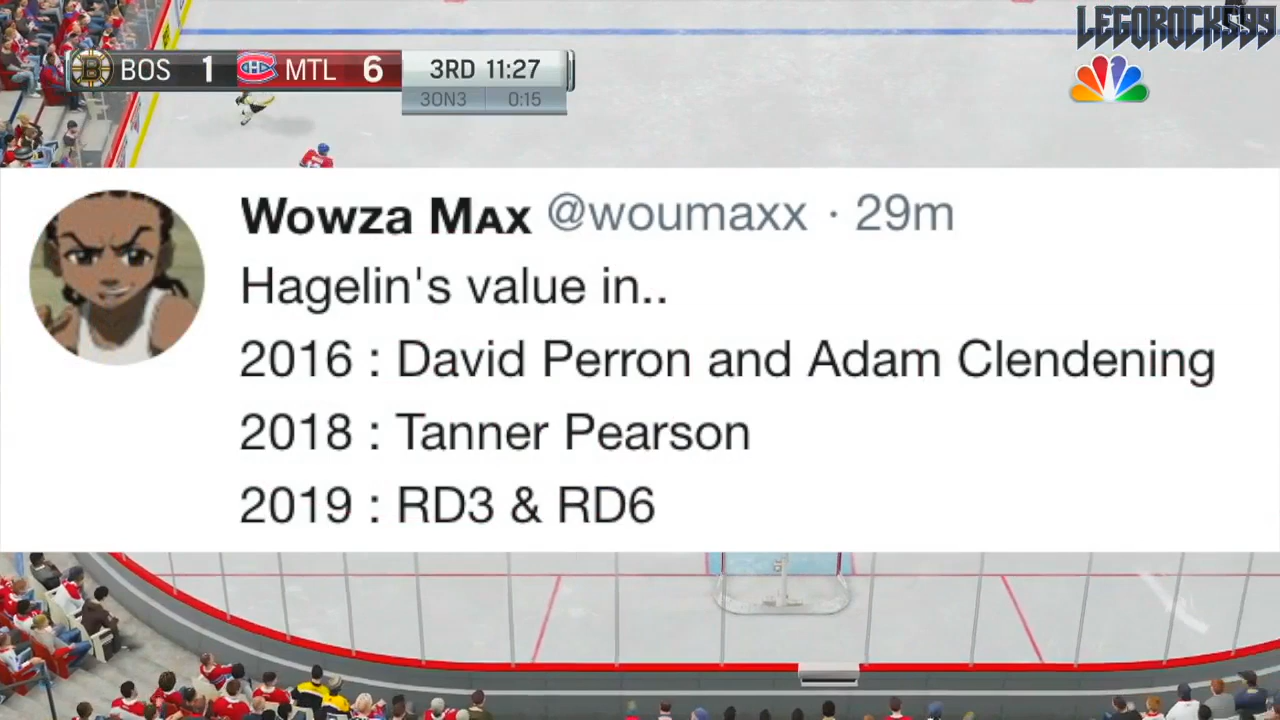 LEGOROCKS99
BOS 1 MTL 6 3RD 11:27
3ON3 0:15
Wowza Max @woumaxx · 29m
Hagelin's value in..
2016 : David Perron and Adam Clendening
2018 : Tanner Pearson
2019 : RD3 & RD6